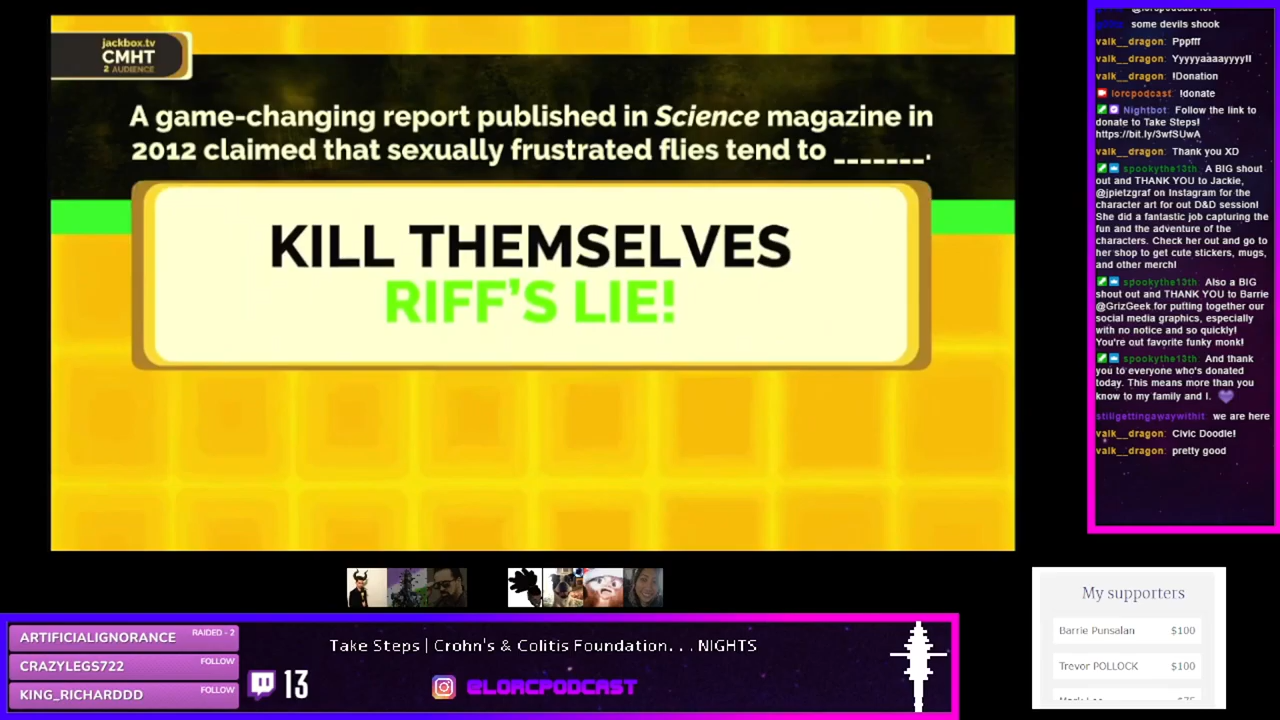 jackbox.tv
CMHT
2 AUDIENCE
A game-changing report published in Science magazine in
2012 claimed that sexually frustrated flies tend to _______.
KILL THEMSELVES
RIFF'S LIE!
some devils shook
valk__dragon: Pppfff
valk__dragon: Yyyyyaaaayyyy!!
valk__dragon: !Donation
lorcpodcast: !donate
Nightbot: Follow the link to
donate to Take Steps!
https://bit.ly/3wfSUwA
valk__dragon: Thank you XD
spookythe13th: A BIG shout
out and THANK YOU to Jackie,
@jpietzgraf on Instagram for the
character art for out D&D session!
She did a fantastic job capturing the
fun and the adventure of the
characters. Check her out and go to
her shop to get cute stickers, mugs,
and other merch!
spookythe13th: Also a BIG
shout out and THANK YOU to Barrie
@GrizGeek for putting together our
social media graphics, especially
with no notice and so quickly!
You're out favorite funky monk!
spookythe13th: And thank
you to everyone who's donated
today. This means more than you
know to my family and I.
stillgettingawaywithit: we are here
valk__dragon: Civic Doodle!
valk__dragon: pretty good
My supporters
Barrie Punsalan $100
Trevor POLLOCK $100
ARTIFICIALIGNORANCE RAIDED - 2
CRAZYLEGS722 FOLLOW
KING_RICHARDDD FOLLOW
13
Take Steps | Crohn's & Colitis Foundation. . . NIGHTS
@LORCPODCAST